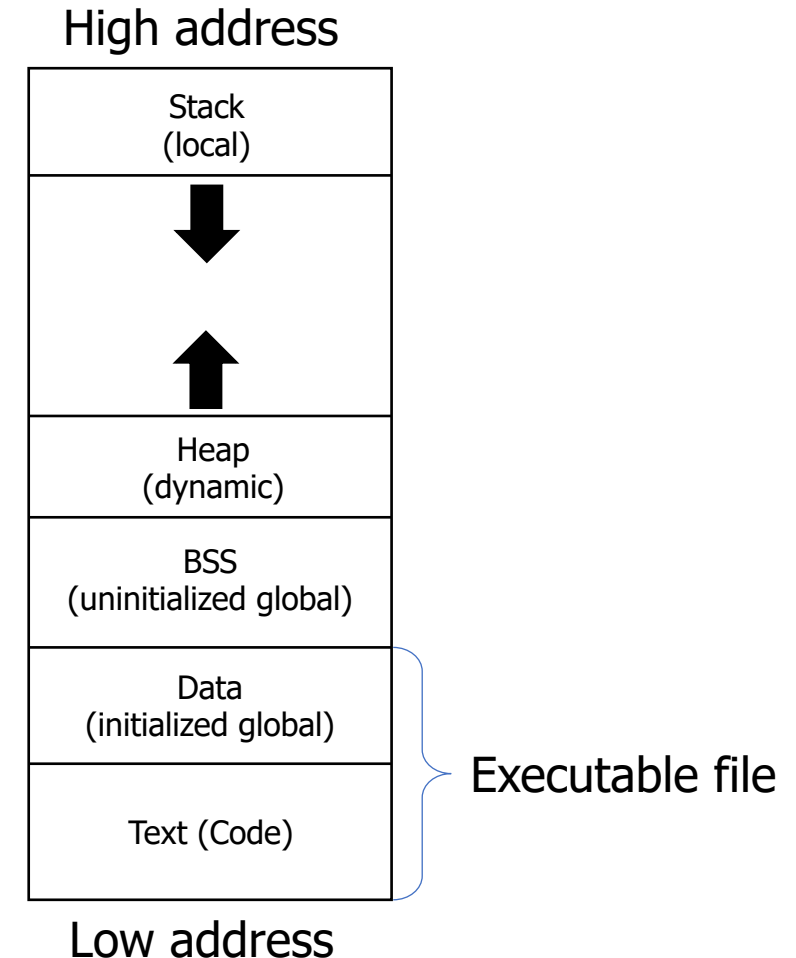 High address
Stack
(local)
Heap
(dynamic)
BSS
(uninitialized global)
Data
(initialized global)
Executable file
Text (Code)
Low address